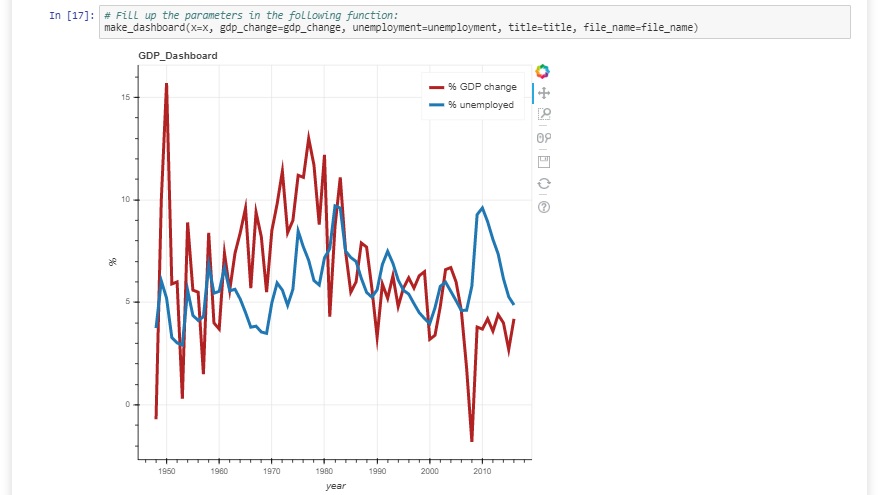 In [17]: # Fill up the parameters in the following function:
make_dashboard(x=x, gdp_change=gdp_change, unemployment=unemployment, title=title, file_name=file_name)
GDP_Dashboard
% GDP change
% unemployed
15
10
5
0
%
1950 1960 1970 1980 1990 2000 2010
year